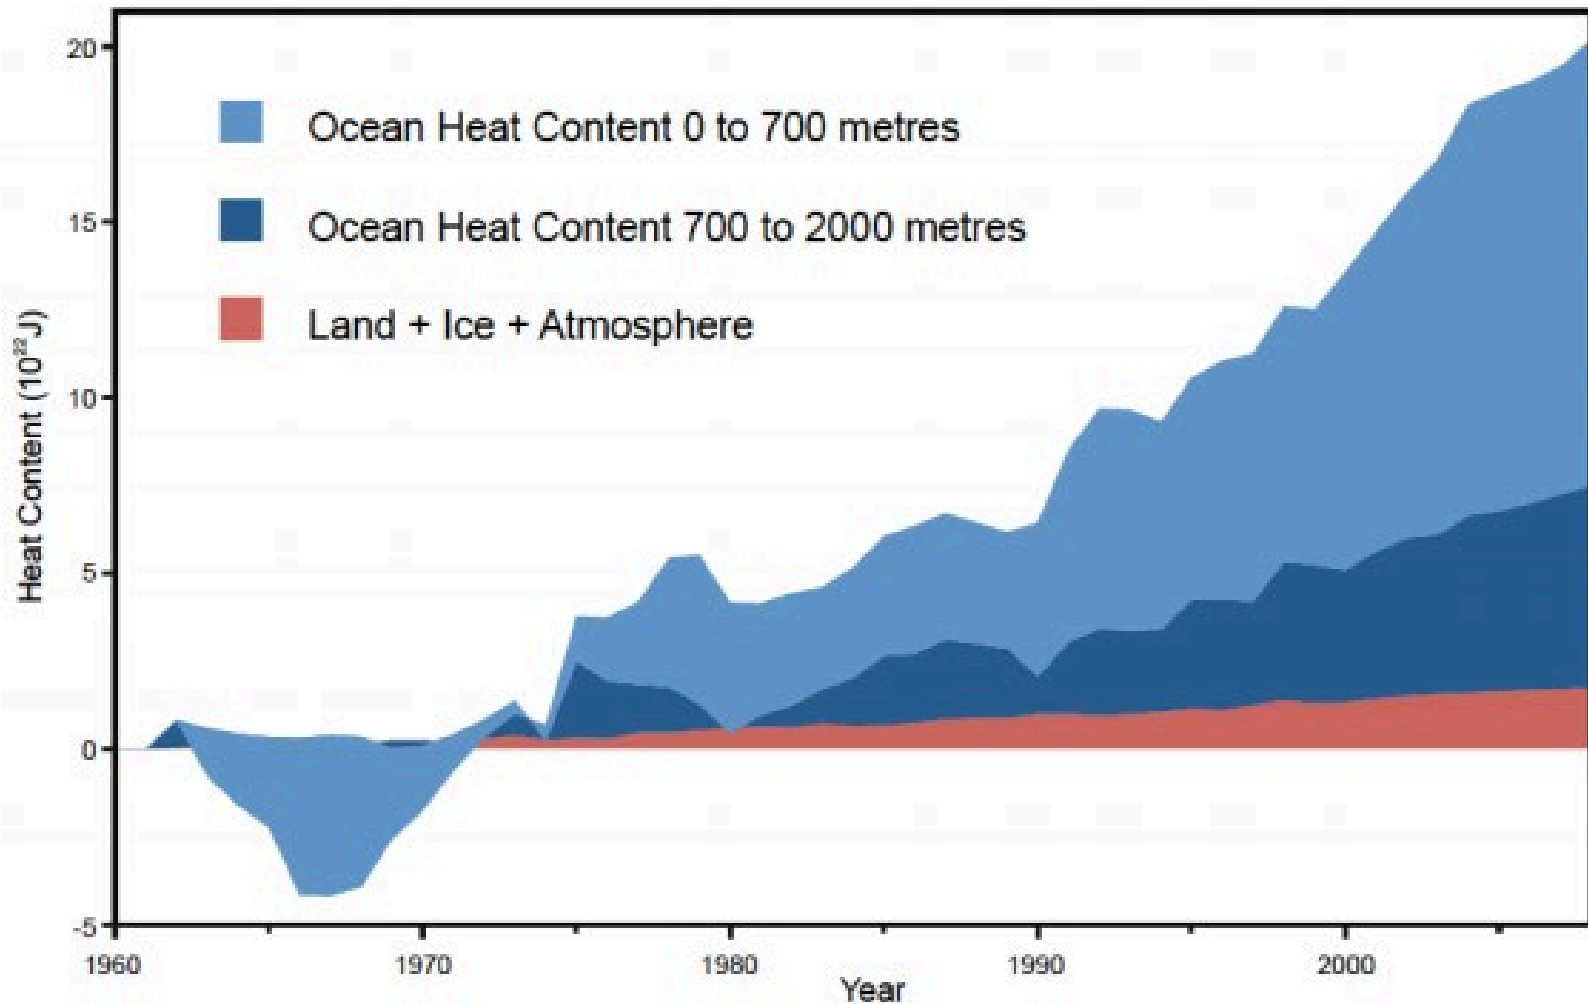 20
15
10
5
0
-5
Heat Content (10²²J)
Ocean Heat Content 0 to 700 metres
Ocean Heat Content 700 to 2000 metres
Land + Ice + Atmosphere
1960 1970 1980 1990 2000
Year